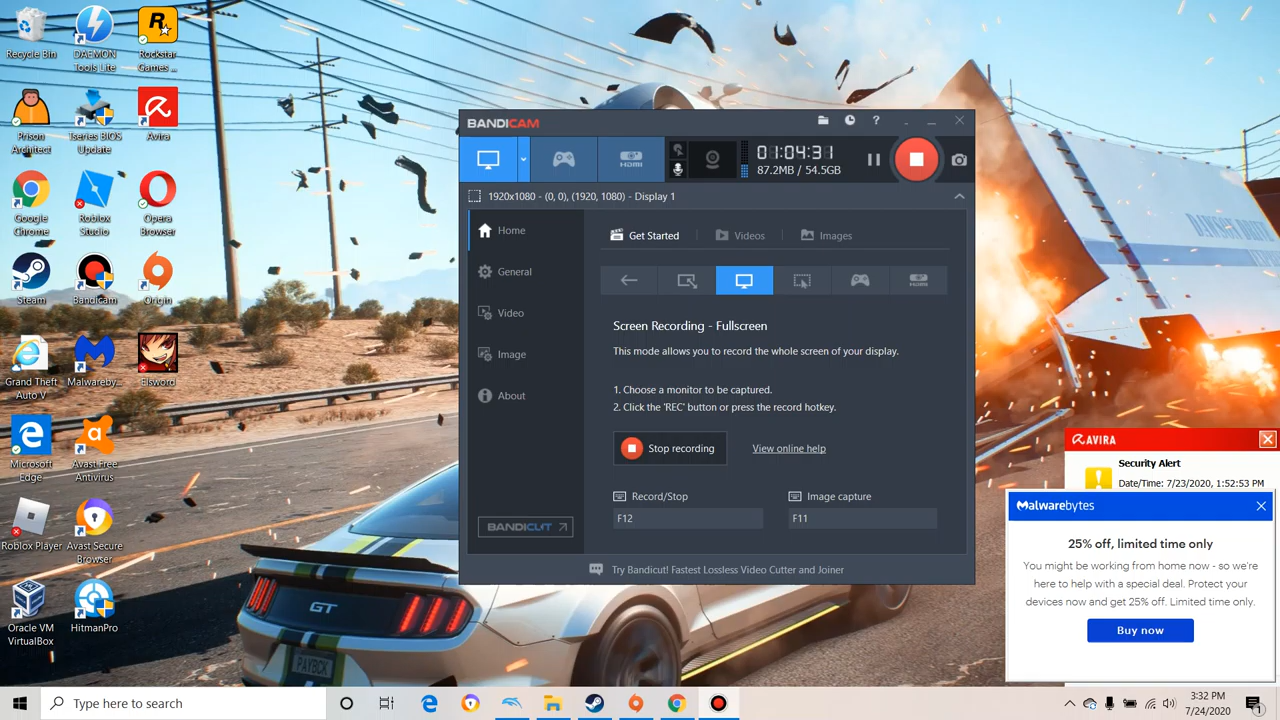 Recycle Bin
DAEMON
Tools Lite
Rockstar
Games ...
Prison
Architect
Tseries BIOS
Update
Avira
Google
Chrome
Roblox
Studio
Opera
Browser
Steam
Bandicam
Origin
Grand Theft
Auto V
Malwareby...
Elsword
Microsoft
Edge
Avast Free
Antivirus
Roblox Player
Avast Secure
Browser
Oracle VM
VirtualBox
HitmanPro
BANDICAM
HDMI
01:04:31
87.2MB / 54.5GB
1920x1080 - (0, 0), (1920, 1080) - Display 1
Home
General
Video
Image
About
BANDICUT
Get Started
Videos
Images
HDMI
Screen Recording - Fullscreen
This mode allows you to record the whole screen of your display.
1. Choose a monitor to be captured.
2. Click the 'REC' button or press the record hotkey.
Stop recording
View online help
Record/Stop
Image capture
F12
F11
Try Bandicut! Fastest Lossless Video Cutter and Joiner
GT
AVIRA
Security Alert
Date/Time: 7/23/2020, 1:52:53 PM
Malwarebytes
25% off, limited time only
You might be working from home now - so we're
here to help with a special deal. Protect your
devices now and get 25% off. Limited time only.
Buy now
Type here to search
3:32 PM
7/24/2020
1